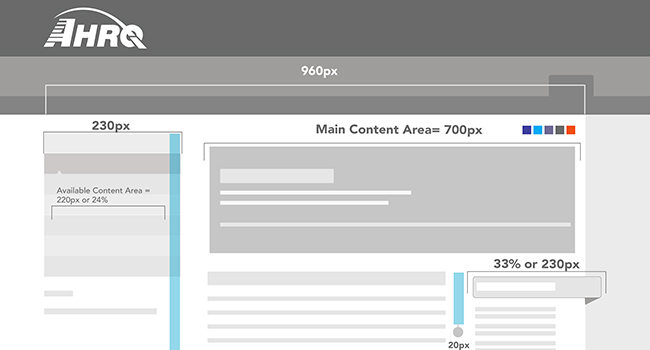 AHRQ
960px
230px
Main Content Area= 700px
Available Content Area =
220px or 24%
33% or 230px
20px